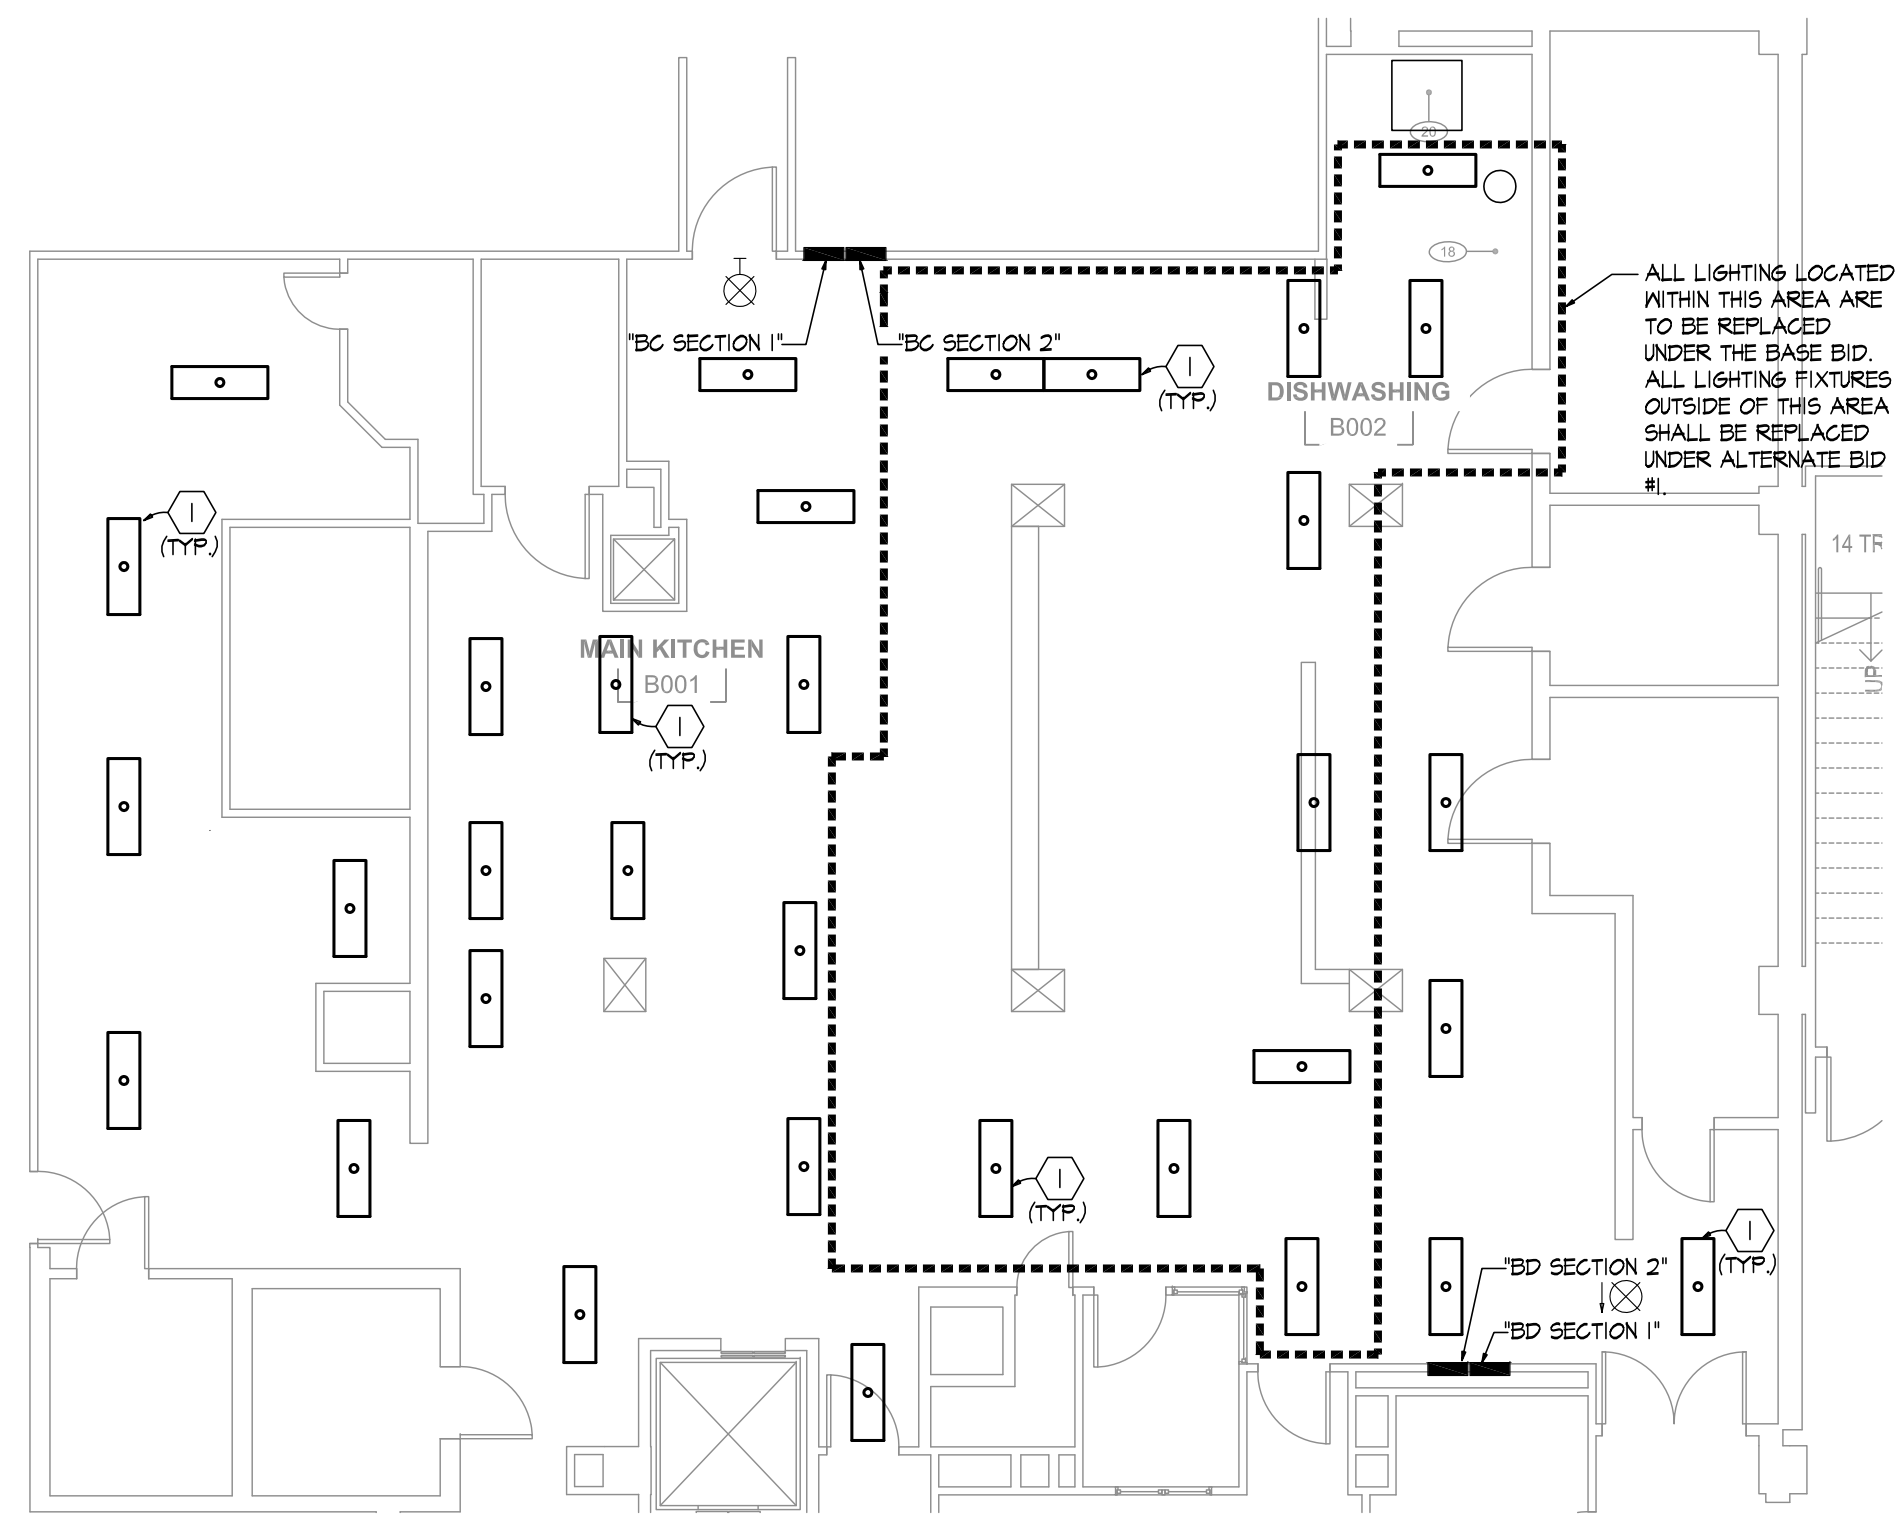 20
18
ALL LIGHTING LOCATED
WITHIN THIS AREA ARE
TO BE REPLACED
UNDER THE BASE BID.
ALL LIGHTING FIXTURES
OUTSIDE OF THIS AREA
SHALL BE REPLACED
UNDER ALTERNATE BID
#1.
"BC SECTION 1"
"BC SECTION 2"
1
(TYP.)
DISHWASHING
B002
1
(TYP.)
14 TR
MAIN KITCHEN
B001
UP
1
(TYP.)
1
(TYP.)
1
(TYP.)
"BD SECTION 2"
"BD SECTION 1"